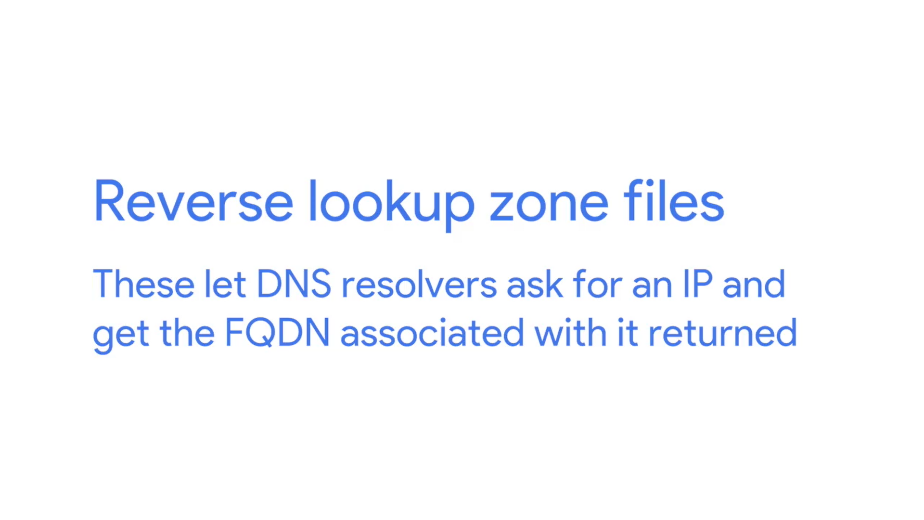 Reverse lookup zone files
These let DNS resolvers ask for an IP and
get the FQDN associated with it returned